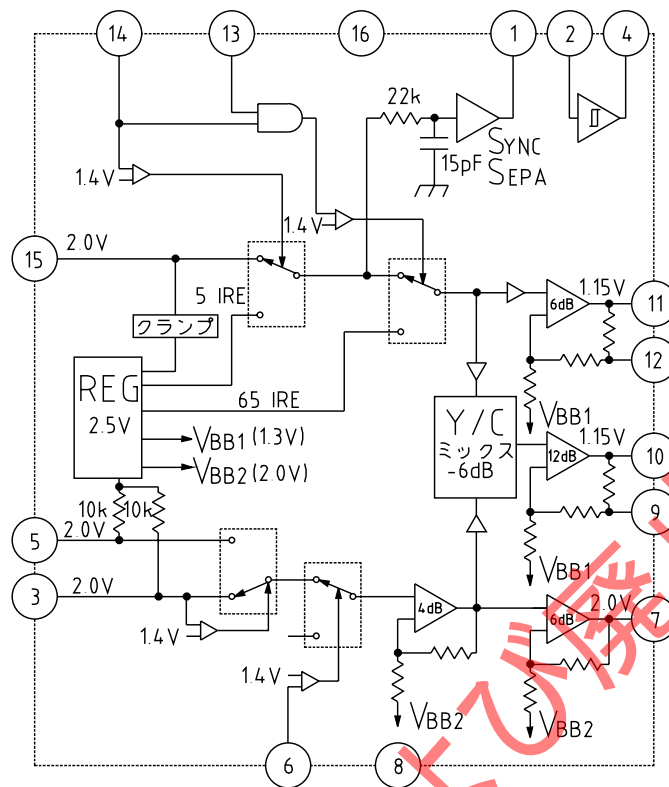 14 13 16 1 2 4
22k
15pF
SYNC
SEPA
1.4V
1.4V
15
2.0V
5 IRE
クランプ
REG
2.5V
65 IRE
VBB1 (1.3V)
VBB2 (2.0V)
6dB
1.15V
11
12
VBB1
Y/C
ミックス
-6dB
12dB
1.15V
10
9
VBB1
10k 10k
5
2.0V
3
2.0V
1.4V
1.4V
4dB
VBB2
6dB
2.0V
7
VBB2
6
8
び廃